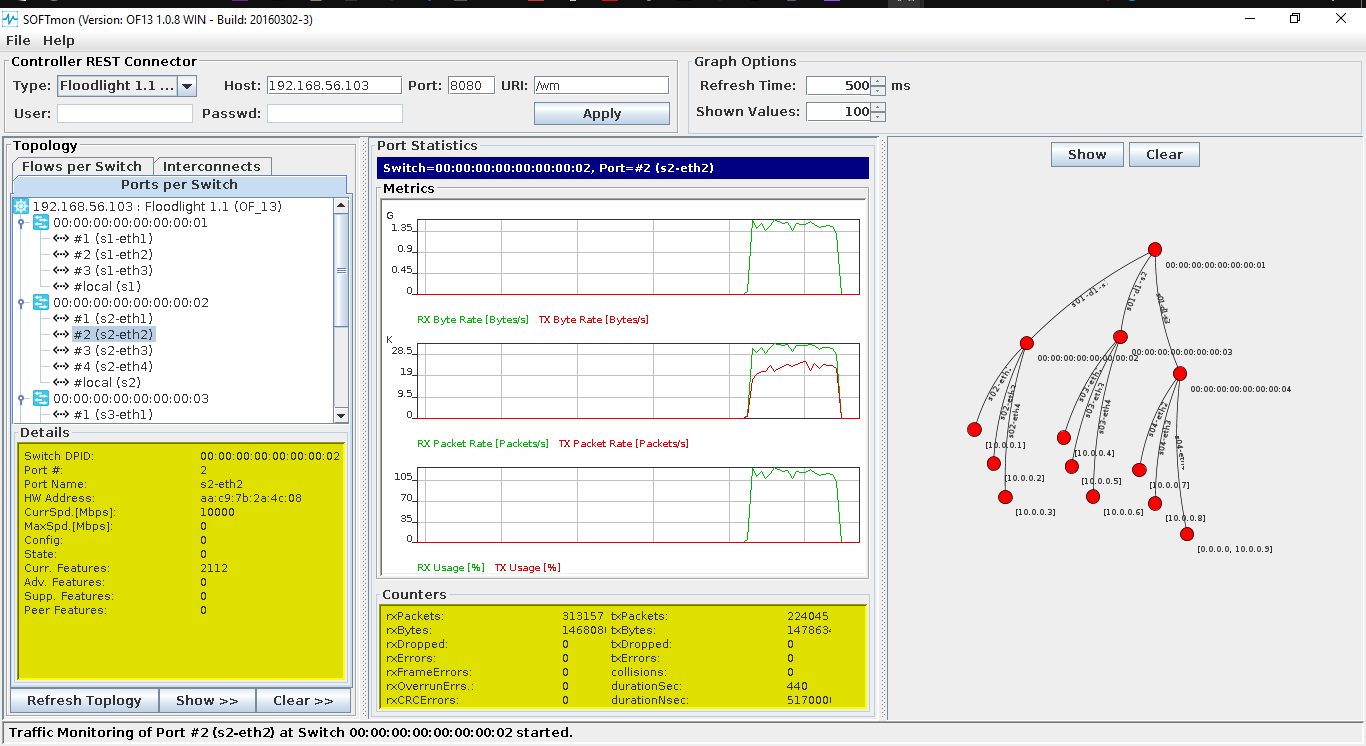 SOFTmon (Version: OF13 1.0.8 WIN - Build: 20160302-3)
File Help
Controller REST Connector
Type: Floodlight 1.1 ... Host: 192.168.56.103 Port: 8080 URI: /wm
User: Passwd: Apply
Graph Options
Refresh Time: 500 ms
Shown Values: 100
Topology
Flows per Switch Interconnects
Ports per Switch
192.168.56.103 : Floodlight 1.1 (OF_13)
00:00:00:00:00:00:00:01
#1 (s1-eth1)
#2 (s1-eth2)
#3 (s1-eth3)
#local (s1)
00:00:00:00:00:00:00:02
#1 (s2-eth1)
#2 (s2-eth2)
#3 (s2-eth3)
#4 (s2-eth4)
#local (s2)
00:00:00:00:00:00:00:03
#1 (s3-eth1)
Details
Switch DPID: 00:00:00:00:00:00:00:02
Port #: 2
Port Name: s2-eth2
HW Address: aa:c9:7b:2a:4c:08
CurrSpd.[Mbps]: 10000
MaxSpd.[Mbps]: 0
Config: 0
State: 0
Curr. Features: 2112
Adv. Features: 0
Supp. Features: 0
Peer Features: 0
Refresh Toplogy Show >> Clear >>
Port Statistics
Switch=00:00:00:00:00:00:00:02, Port=#2 (s2-eth2)
Metrics
G
1.35
0.9
0.45
0
RX Byte Rate [Bytes/s] TX Byte Rate [Bytes/s]
K
28.5
19
9.5
0
RX Packet Rate [Packets/s] TX Packet Rate [Packets/s]
105
70
35
0
RX Usage [%] TX Usage [%]
Counters
rxPackets: 313157 txPackets: 224045
rxBytes: 146808 txBytes: 147863
rxDropped: 0 txDropped: 0
rxErrors: 0 txErrors: 0
rxFrameErrors: 0 collisions: 0
rxOverrunErrs.: 0 durationSec: 440
rxCRCErrors: 0 durationNsec: 517000
Show Clear
00:00:00:00:00:00:00:01
s01-d1-s
s01-d1-s2
s01-d1-s3
00:00:00:00:00:00:00:02
00:00:00:00:00:00:00:03
00:00:00:00:00:00:00:04
s02-eth
s02-eth3
s02-eth4
s03-eth
s03-eth3
s03-eth4
s04-eth2
s04-eth3
s04-eth
[10.0.0.1]
[10.0.0.2]
[10.0.0.3]
[10.0.0.4]
[10.0.0.5]
[10.0.0.6]
[10.0.0.7]
[10.0.0.8]
[0.0.0.0, 10.0.0.9]
Traffic Monitoring of Port #2 (s2-eth2) at Switch 00:00:00:00:00:00:00:02 started.